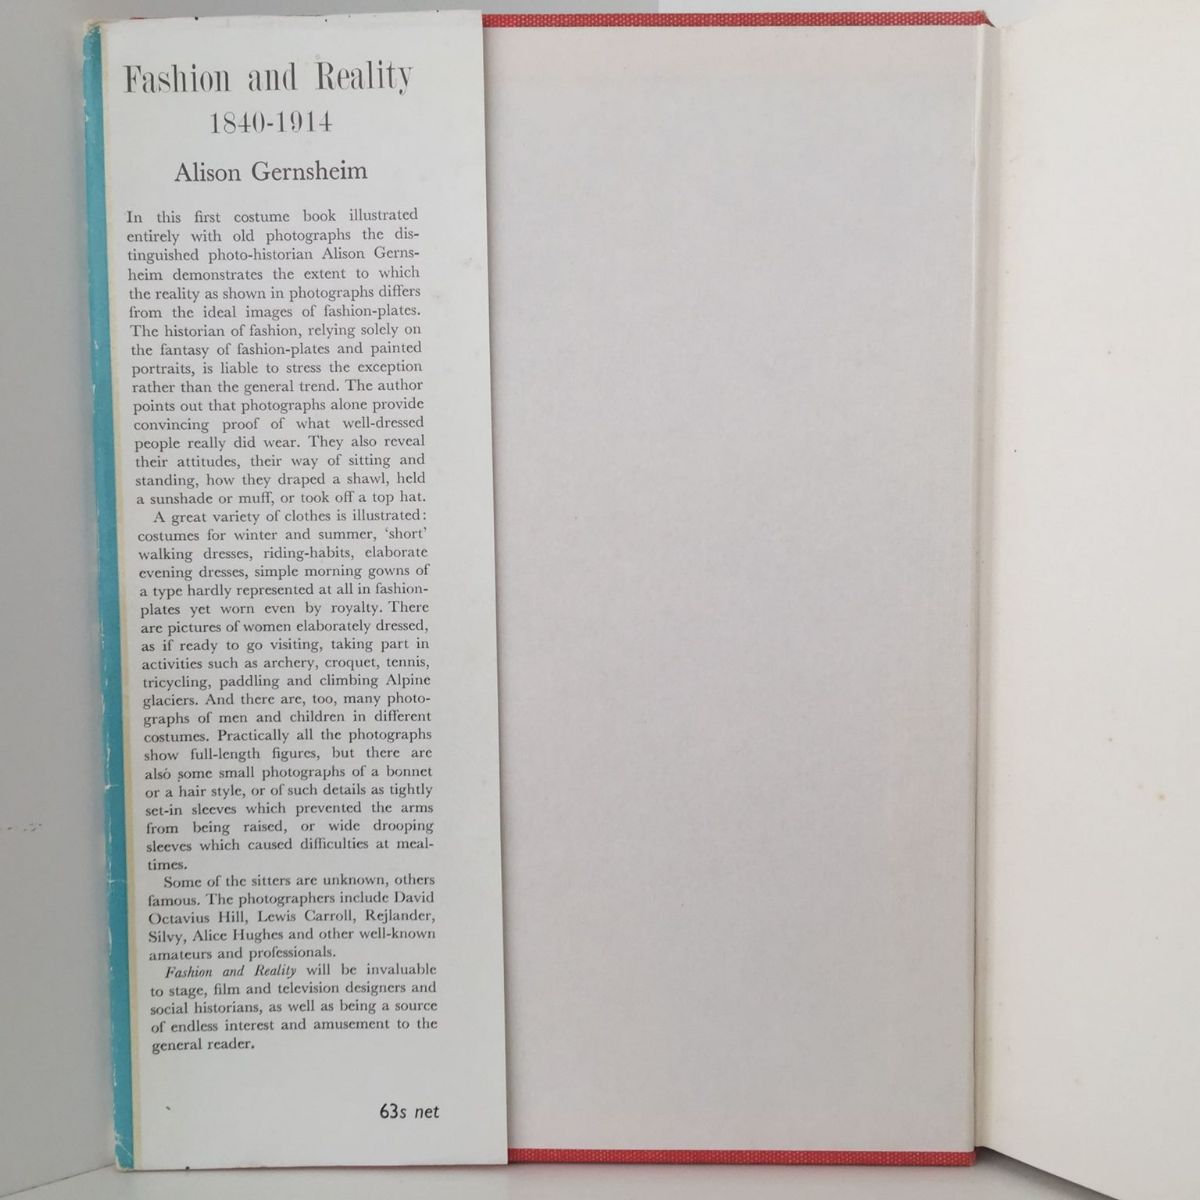 Fashion and Reality
1840-1914
Alison Gernsheim
In this first costume book illustrated
entirely with old photographs the dis-
tinguished photo-historian Alison Gerns-
heim demonstrates the extent to which
the reality as shown in photographs differs
from the ideal images of fashion-plates.
The historian of fashion, relying solely on
the fantasy of fashion-plates and painted
portraits, is liable to stress the exception
rather than the general trend. The author
points out that photographs alone provide
convincing proof of what well-dressed
people really did wear. They also reveal
their attitudes, their way of sitting and
standing, how they draped a shawl, held
a sunshade or muff, or took off a top hat.
A great variety of clothes is illustrated:
costumes for winter and summer, ‘short’
walking dresses, riding-habits, elaborate
evening dresses, simple morning gowns of
a type hardly represented at all in fashion-
plates yet worn even by royalty. There
are pictures of women elaborately dressed,
as if ready to go visiting, taking part in
activities such as archery, croquet, tennis,
tricycling, paddling and climbing Alpine
glaciers. And there are, too, many photo-
graphs of men and children in different
costumes. Practically all the photographs
show full-length figures, but there are
also some small photographs of a bonnet
or a hair style, or of such details as tightly
set-in sleeves which prevented the arms
from being raised, or wide drooping
sleeves which caused difficulties at meal-
times.
Some of the sitters are unknown, others
famous. The photographers include David
Octavius Hill, Lewis Carroll, Rejlander,
Silvy, Alice Hughes and other well-known
amateurs and professionals.
Fashion and Reality will be invaluable
to stage, film and television designers and
social historians, as well as being a source
of endless interest and amusement to the
general reader.
63s net